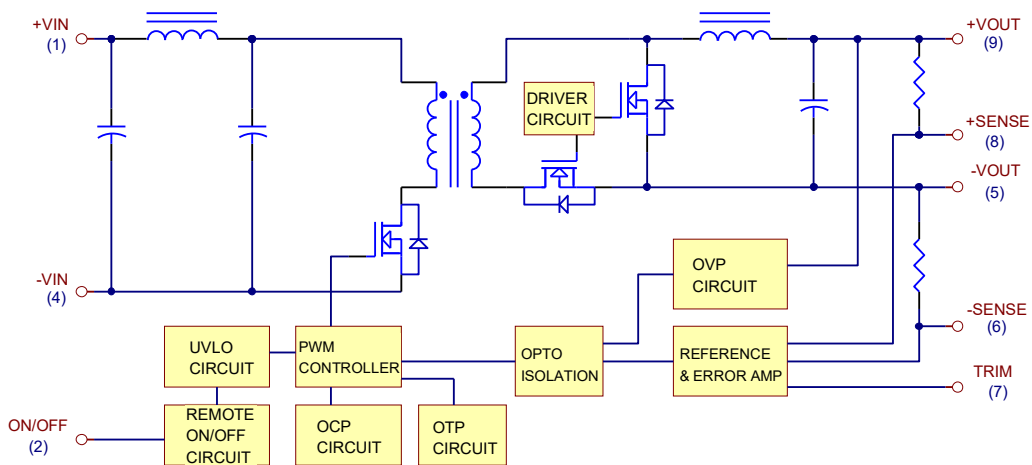 +VIN
(1)
+VOUT
(9)
DRIVER
CIRCUIT
+SENSE
(8)
-VOUT
(5)
-VIN
(4)
OVP
CIRCUIT
-SENSE
(6)
UVLO
CIRCUIT
PWM
CONTROLLER
OPTO
ISOLATION
REFERENCE
& ERROR AMP
TRIM
(7)
ON/OFF
(2)
REMOTE
ON/OFF
CIRCUIT
OCP
CIRCUIT
OTP
CIRCUIT